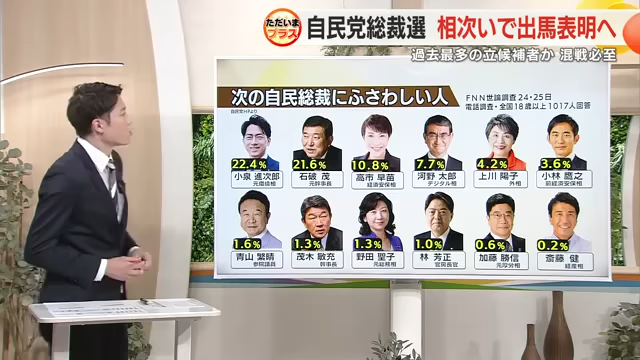 ただいまプラス
自民党総裁選 相次いで出馬表明へ
過去最多の立候補者か 混戦必至
次の自民総裁にふさわしい人
自民党HPより
FNN世論調査24・25日
電話調査・全国18歳以上1017人回答
22.4% 21.6% 10.8% 7.7% 4.2% 3.6%
小泉 進次郎 石破 茂 高市 早苗 河野 太郎 上川 陽子 小林 鷹之
元環境相 元幹事長 経済安保相 デジタル相 外相 前経済安保相
1.6% 1.3% 1.3% 1.0% 0.6% 0.2%
青山 繁晴 茂木 敏充 野田 聖子 林 芳正 加藤 勝信 斎藤 健
参院議員 幹事長 元総務相 官房長官 元厚労相 経産相